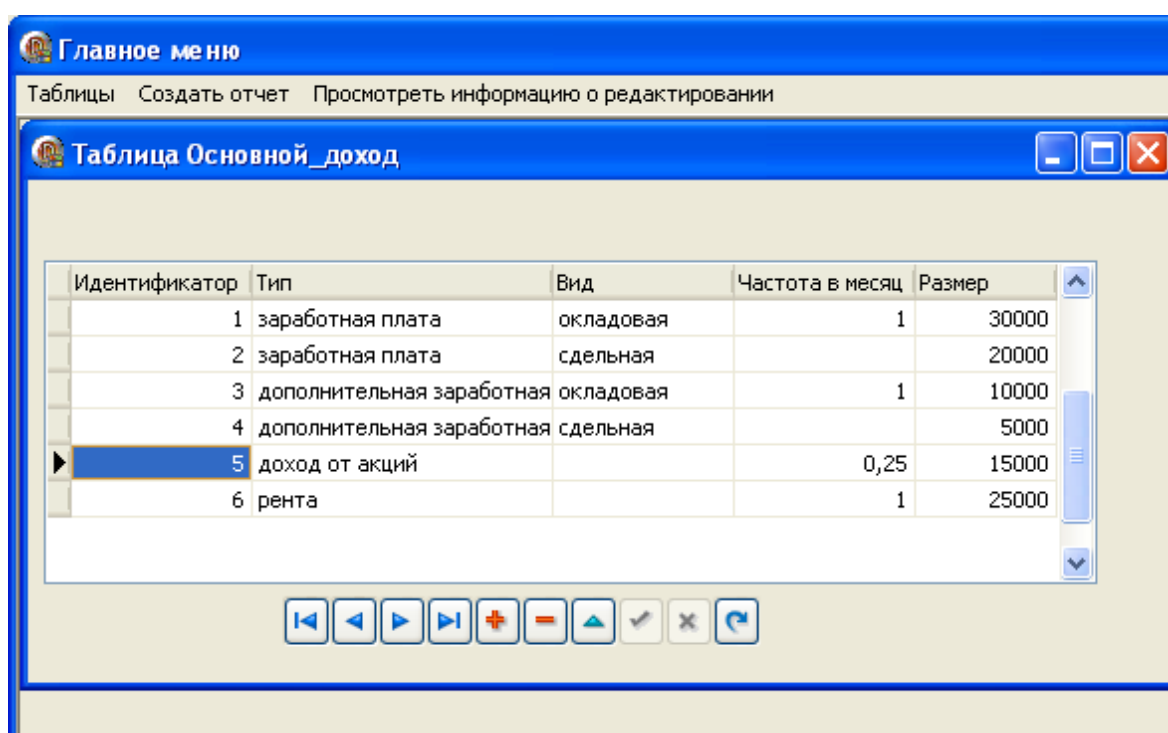 Главное меню
Таблицы Создать отчет Просмотреть информацию о редактировании
Таблица Основной_доход
Идентификатор Тип Вид Частота в месяц Размер
1 заработная плата окладовая 1 30000
2 заработная плата сдельная 20000
3 дополнительная заработная окладовая 1 10000
4 дополнительная заработная сдельная 5000
5 доход от акций 0,25 15000
6 рента 1 25000